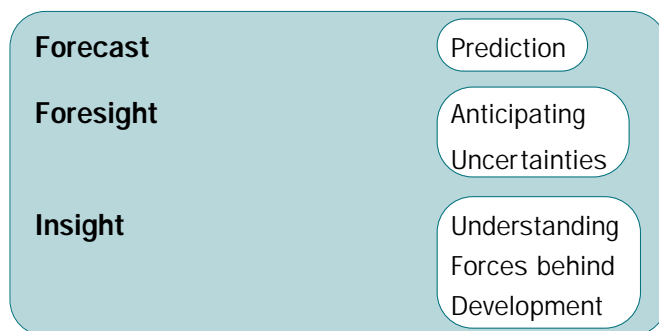 Forecast Prediction
Foresight Anticipating
Uncertainties
Insight Understanding
Forces behind
Development